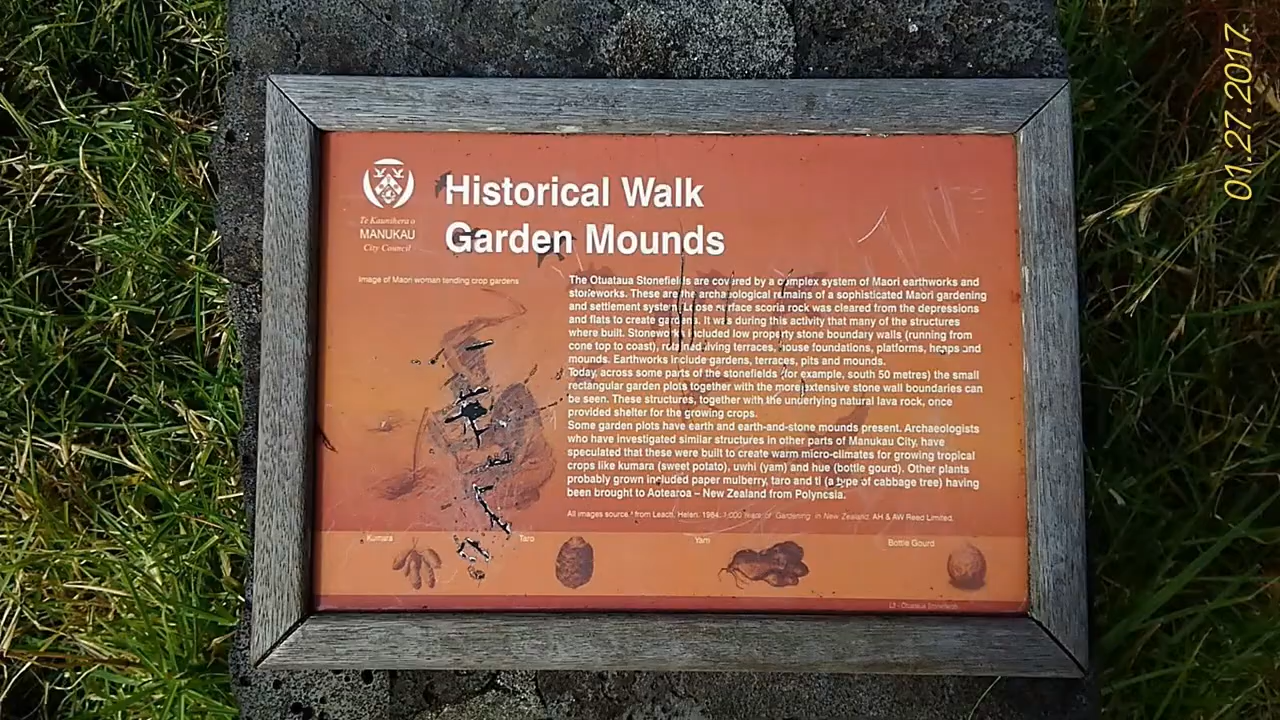 Historical Walk
Garden Mounds
Te Kaunihera o
MANUKAU
City Council
Image of Maori woman tending crop gardens
The Otuataua Stonefields are covered by a complex system of Maori earthworks and
stoneworks. These are the archaeological remains of a sophisticated Maori gardening
and settlement system. Loose surface scoria rock was cleared from the depressions
and flats to create gardens. It was during this activity that many of the structures
where built. Stonework included low property stone boundary walls (running from
cone top to coast), rock terraces, house foundations, platforms, heaps and
mounds. Earthworks include gardens, terraces, pits and mounds.
Today, across some parts of the stonefields (for example, south 50 metres) the small
rectangular garden plots together with the more extensive stone wall boundaries can
be seen. These structures, together with the underlying natural lava rock, once
provided shelter for the growing crops.
Some garden plots have earth and earth-and-stone mounds present. Archaeologists
who have investigated similar structures in other parts of Manukau City, have
speculated that these were built to create warm micro-climates for growing tropical
crops like kumara (sweet potato), uwhi (yam) and hue (bottle gourd). Other plants
probably grown included paper mulberry, taro and ti (a type of cabbage tree) having
been brought to Aotearoa – New Zealand from Polynesia.
All images source: from Leach, Helen. 1984. 1,000 Years of Gardening in New Zealand. AH & AW Reed Limited.
Kumara
Taro
Yam
Bottle Gourd
Otuataua Stonefields
01.27.2017